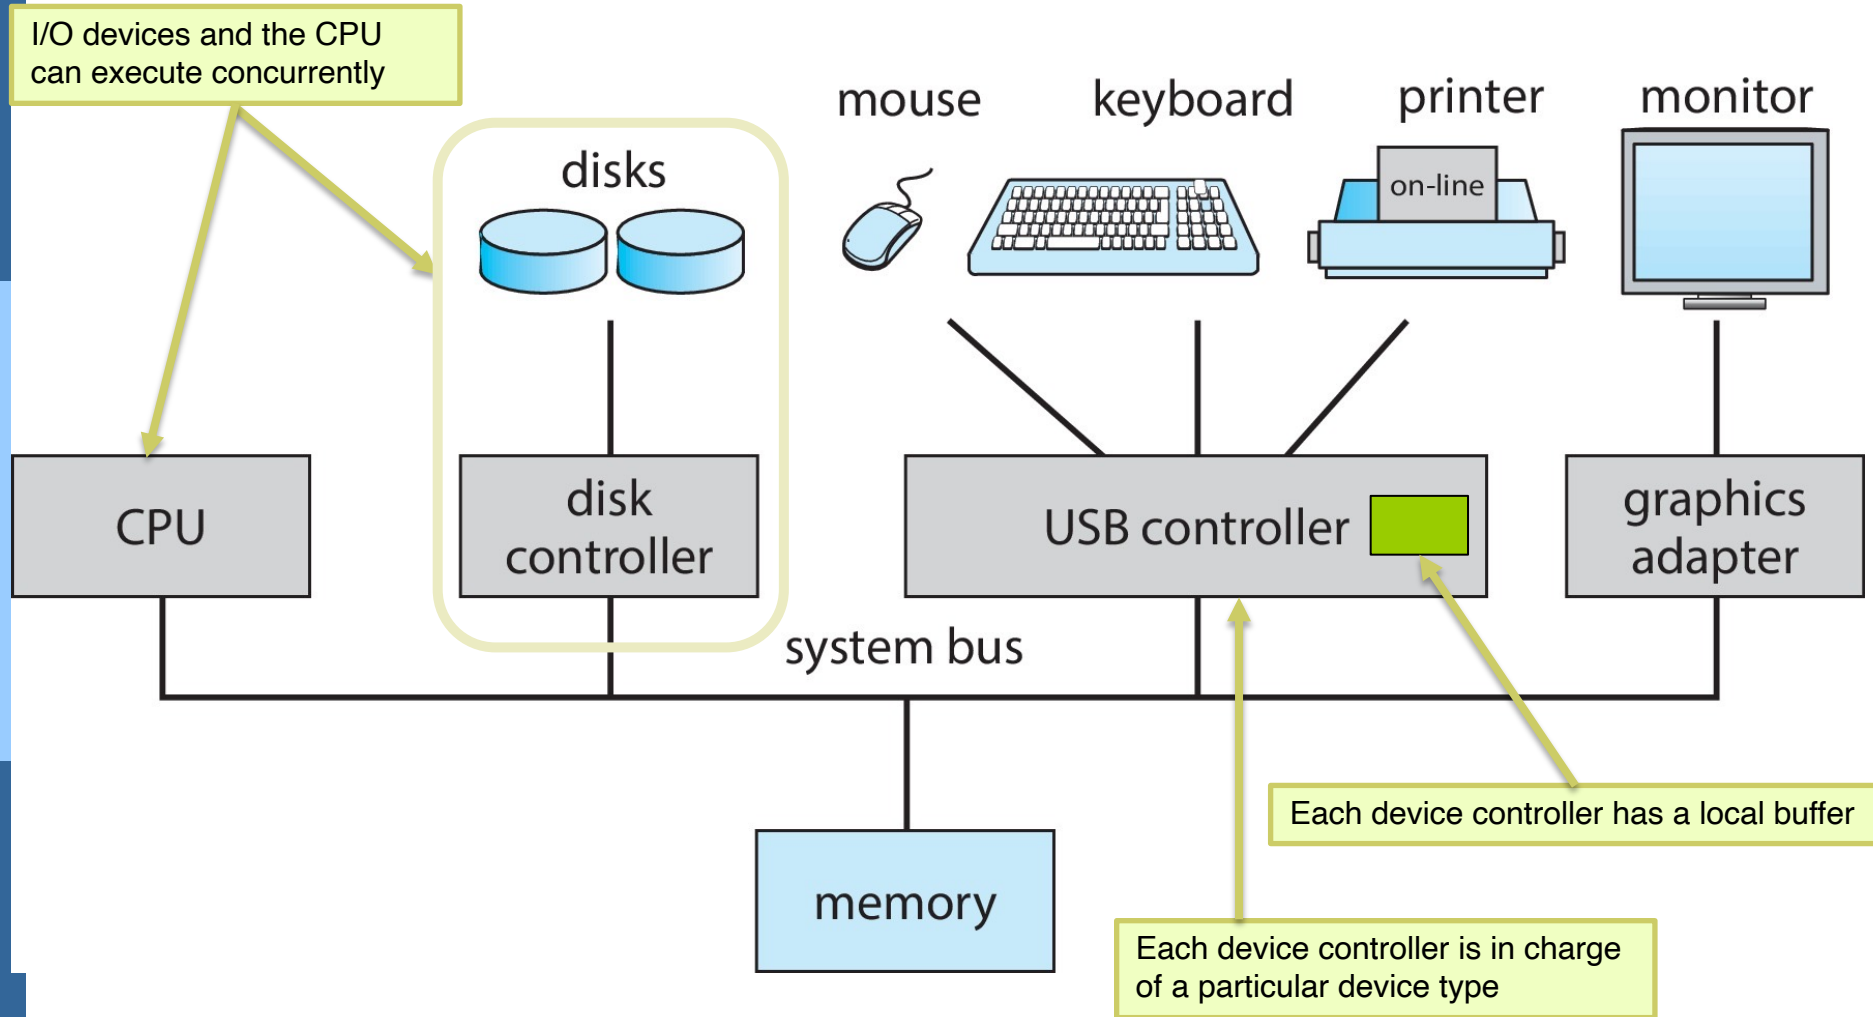 I/O devices and the CPU
can execute concurrently
mouse
keyboard
printer
monitor
disks
on-line
CPU
disk
controller
USB controller
graphics
adapter
system bus
Each device controller has a local buffer
memory
Each device controller is in charge
of a particular device type